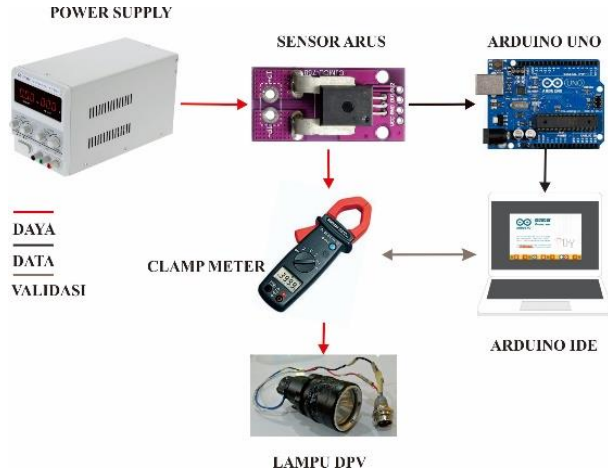 POWER SUPPLY
SENSOR ARUS
ARDUINO UNO
DAYA
DATA
VALIDASI
CLAMP METER
ARDUINO IDE
LAMPU DPV